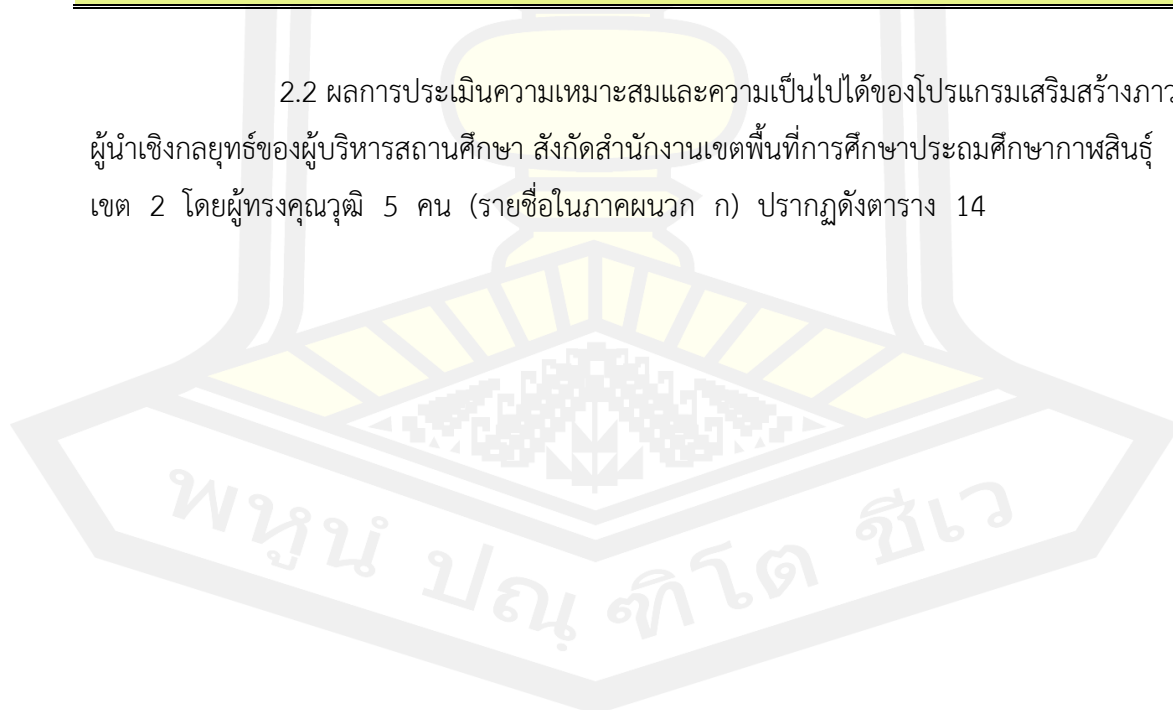 2.2 ผลการประเมินความเหมาะสมและความเป็นไปได้ของโปรแกรมเสริมสร้างภาว
ผู้นำเชิงกลยุทธ์ของผู้บริหารสถานศึกษา สังกัดสำนักงานเขตพื้นที่การศึกษาประถมศึกษากาฬสินธุ์
เขต 2 โดยผู้ทรงคุณวุฒิ 5 คน (รายชื่อในภาคผนวก ก) ปรากฏดังตาราง 14
พหูนํ ปณฺฑิโต ชีเว